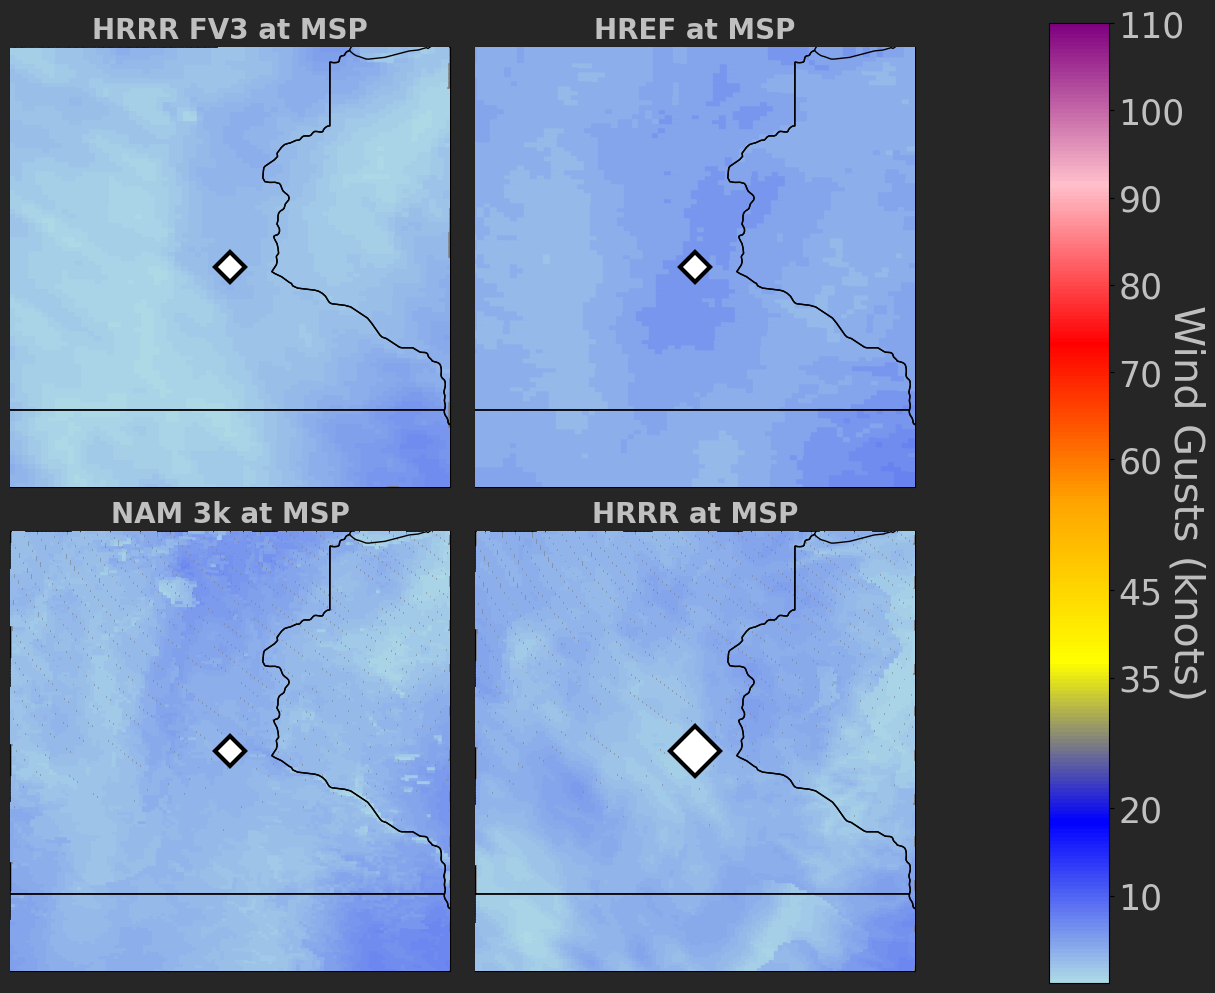 HRRR FV3 at MSP
HREF at MSP
NAM 3k at MSP
HRRR at MSP
110
100
90
80
70
60
45
35
20
10
Wind Gusts (knots)